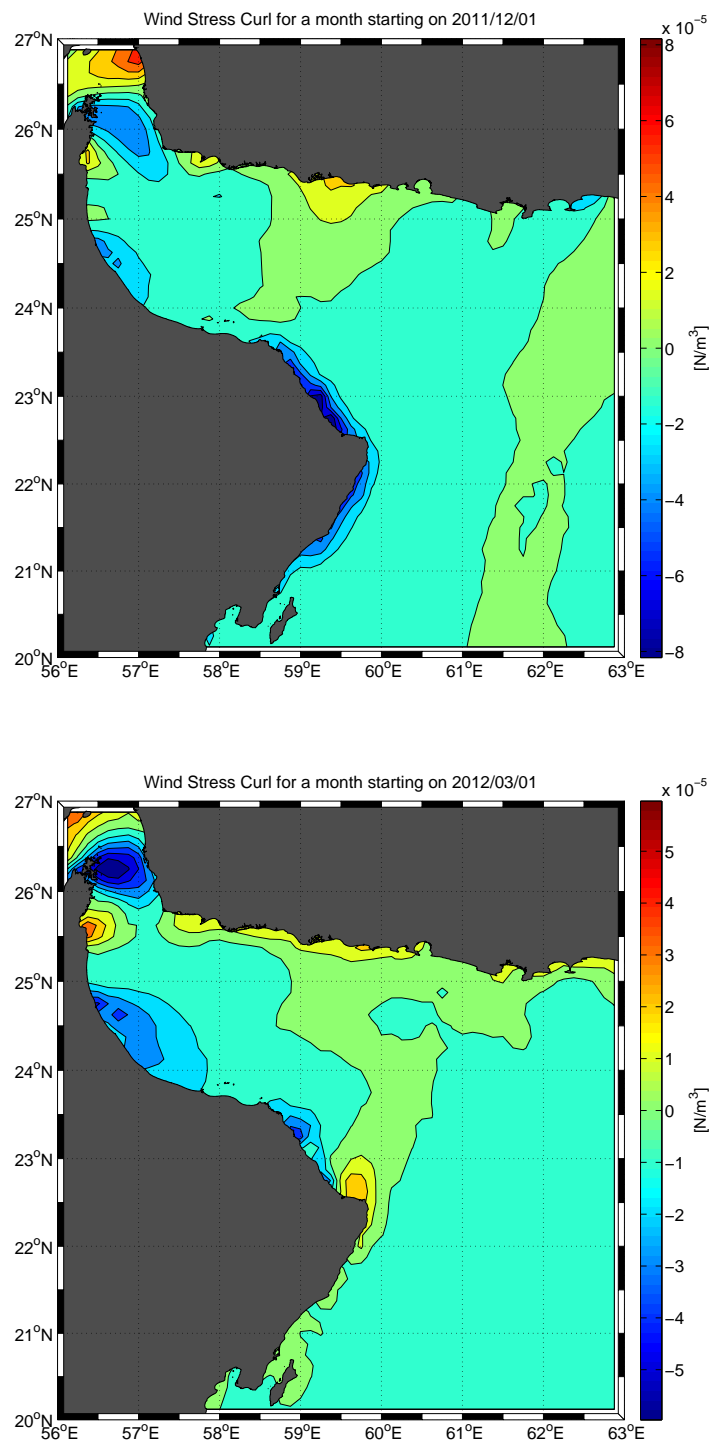 Wind Stress Curl for a month starting on 2011/12/01
x 10⁻⁵
27°N
26°N
25°N
24°N
23°N
22°N
21°N
20°N
56°E 57°E 58°E 59°E 60°E 61°E 62°E 63°E
8
6
4
2
0
−2
−4
−6
−8
[N/m³]
Wind Stress Curl for a month starting on 2012/03/01
x 10⁻⁵
27°N
26°N
25°N
24°N
23°N
22°N
21°N
20°N
56°E 57°E 58°E 59°E 60°E 61°E 62°E 63°E
5
4
3
2
1
0
−1
−2
−3
−4
−5
[N/m³]